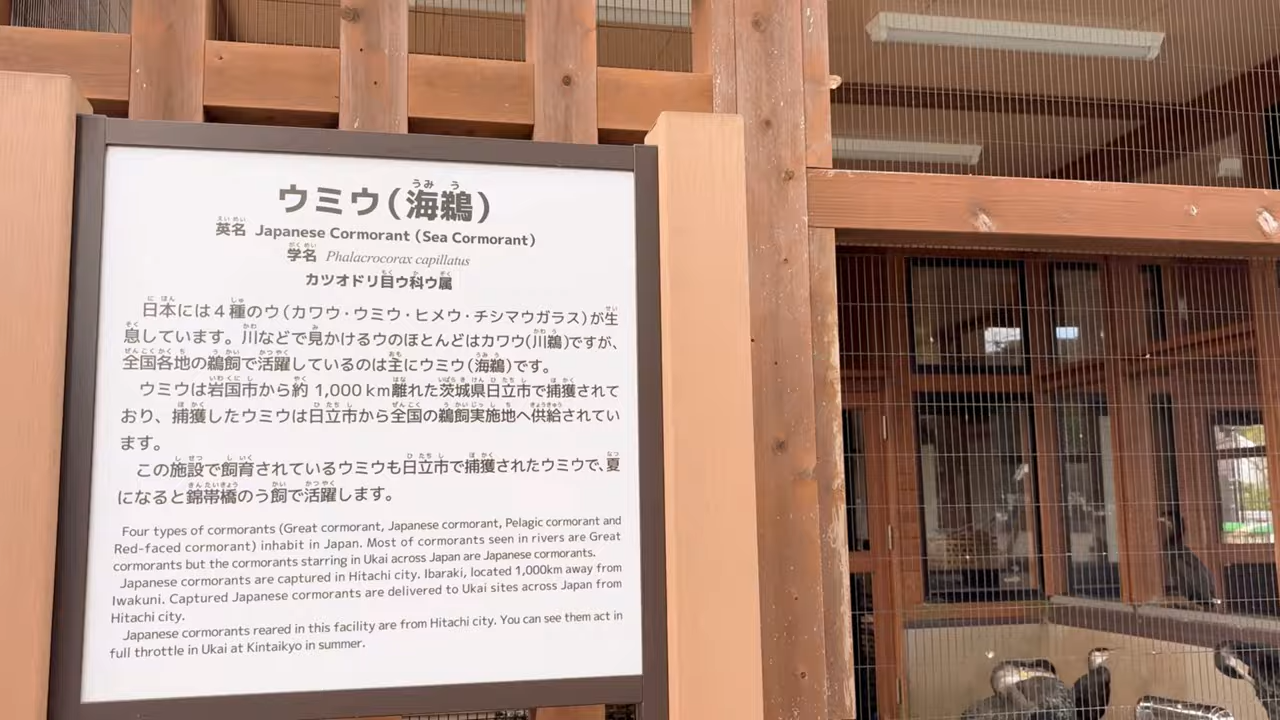 ウミウ(海鵜)
英名 Japanese Cormorant (Sea Cormorant)
学名 Phalacrocorax capillatus
カツオドリ目ウ科ウ属
日本には4種のウ(カワウ・ウミウ・ヒメウ・チシマウガラス)が生
息しています。川などで見かけるウのほとんどはカワウ(川鵜)ですが、
全国各地の鵜飼で活躍しているのは主にウミウ(海鵜)です。
ウミウは岩国市から約1,000km離れた茨城県日立市で捕獲されて
おり、捕獲したウミウは日立市から全国の鵜飼実施地へ供給されてい
ます。
この施設で飼育されているウミウも日立市で捕獲されたウミウで、夏
になると錦帯橋のう飼で活躍します。
Four types of cormorants (Great cormorant, Japanese cormorant, Pelagic cormorant and
Red-faced cormorant) inhabit in Japan. Most of cormorants seen in rivers are Great
cormorants but the cormorants starring in Ukai across Japan are Japanese cormorants.
Japanese cormorants are captured in Hitachi city. Ibaraki, located 1,000km away from
Iwakuni. Captured Japanese cormorants are delivered to Ukai sites across Japan from
Hitachi city.
Japanese cormorants reared in this facility are from Hitachi city. You can see them act in
full throttle in Ukai at Kintaikyo in summer.